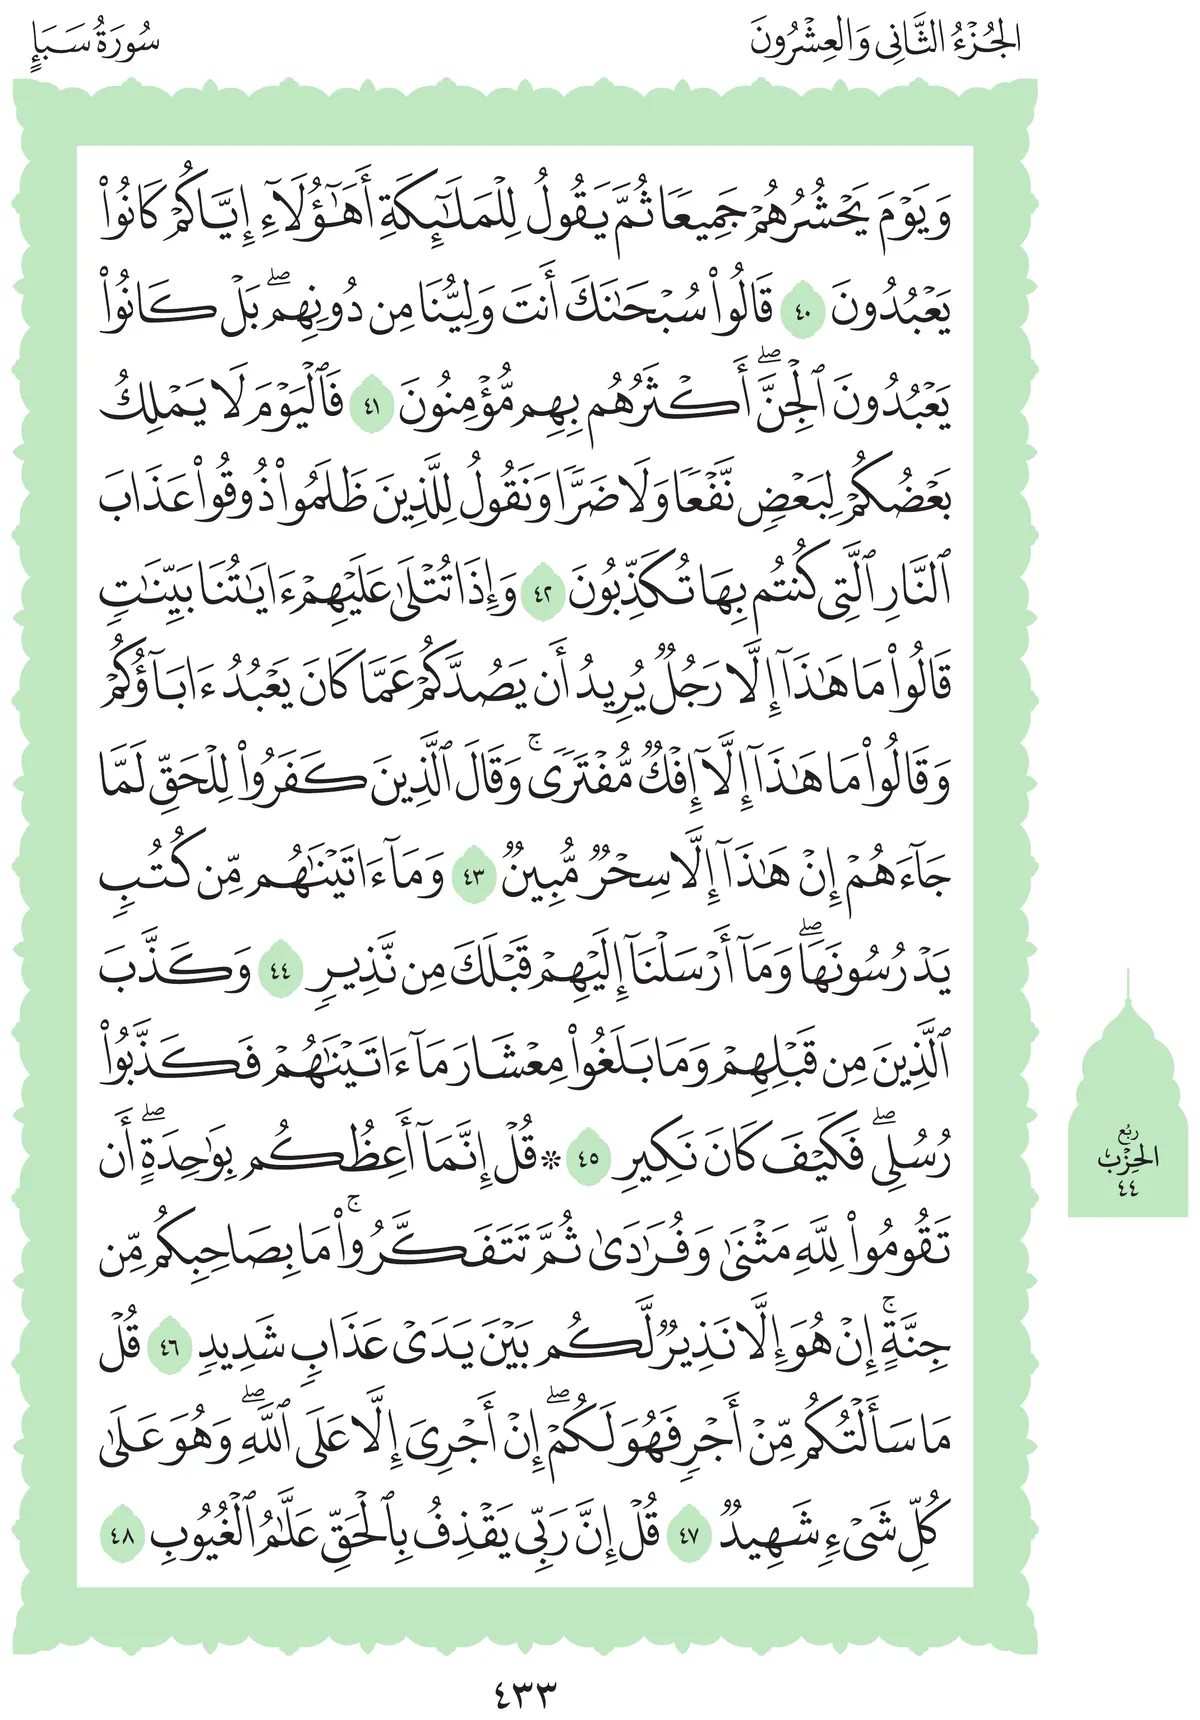 الجُزْءُ الثَّانِي وَالعِشْرُونَ
سُورَةُ سَبَإٍ
وَيَوْمَ يَحْشُرُهُمْ جَمِيعًا ثُمَّ يَقُولُ لِلْمَلَٰٓئِكَةِ أَهَٰٓؤُلَآءِ إِيَّاكُمْ كَانُوا۟
يَعْبُدُونَ ٤٠ قَالُوا۟ سُبْحَٰنَكَ أَنتَ وَلِيُّنَا مِن دُونِهِم ۖ بَلْ كَانُوا۟
يَعْبُدُونَ ٱلْجِنَّ ۖ أَكْثَرُهُم بِهِم مُّؤْمِنُونَ ٤١ فَٱلْيَوْمَ لَا يَمْلِكُ
بَعْضُكُمْ لِبَعْضٍ نَّفْعًا وَلَا ضَرًّا وَنَقُولُ لِلَّذِينَ ظَلَمُوا۟ ذُوقُوا۟ عَذَابَ
ٱلنَّارِ ٱلَّتِى كُنتُم بِهَا تُكَذِّبُونَ ٤٢ وَإِذَا تُتْلَىٰ عَلَيْهِمْ ءَايَٰتُنَا بَيِّنَٰتٍ
قَالُوا۟ مَا هَٰذَآ إِلَّا رَجُلٌ يُرِيدُ أَن يَصُدَّكُمْ عَمَّا كَانَ يَعْبُدُ ءَابَآؤُكُمْ
وَقَالُوا۟ مَا هَٰذَآ إِلَّآ إِفْكٌ مُّفْتَرًى ۚ وَقَالَ ٱلَّذِينَ كَفَرُوا۟ لِلْحَقِّ لَمَّا
جَآءَهُمْ إِنْ هَٰذَآ إِلَّا سِحْرٌ مُّبِينٌ ٤٣ وَمَآ ءَاتَيْنَٰهُم مِّن كُتُبٍ
يَدْرُسُونَهَا ۖ وَمَآ أَرْسَلْنَآ إِلَيْهِمْ قَبْلَكَ مِن نَّذِيرٍ ٤٤ وَكَذَّبَ
ٱلَّذِينَ مِن قَبْلِهِمْ وَمَا بَلَغُوا۟ مِعْشَارَ مَآ ءَاتَيْنَٰهُمْ فَكَذَّبُوا۟
رُسُلِى ۖ فَكَيْفَ كَانَ نَكِيرِ ٤٥ ۞ قُلْ إِنَّمَآ أَعِظُكُم بِوَٰحِدَةٍ ۖ أَن
تَقُومُوا۟ لِلَّهِ مَثْنَىٰ وَفُرَٰدَىٰ ثُمَّ تَتَفَكَّرُوا۟ ۚ مَا بِصَاحِبِكُم مِّن
جِنَّةٍ ۚ إِنْ هُوَ إِلَّا نَذِيرٌ لَّكُم بَيْنَ يَدَىْ عَذَابٍ شَدِيدٍ ٤٦ قُلْ
مَا سَأَلْتُكُم مِّنْ أَجْرٍ فَهُوَ لَكُمْ ۖ إِنْ أَجْرِىَ إِلَّا عَلَى ٱللَّهِ ۖ وَهُوَ عَلَىٰ
كُلِّ شَىْءٍ شَهِيدٌ ٤٧ قُلْ إِنَّ رَبِّى يَقْذِفُ بِٱلْحَقِّ عَلَّٰمُ ٱلْغُيُوبِ ٤٨
رُبع
الحِزْب
٤٤
٤٣٣